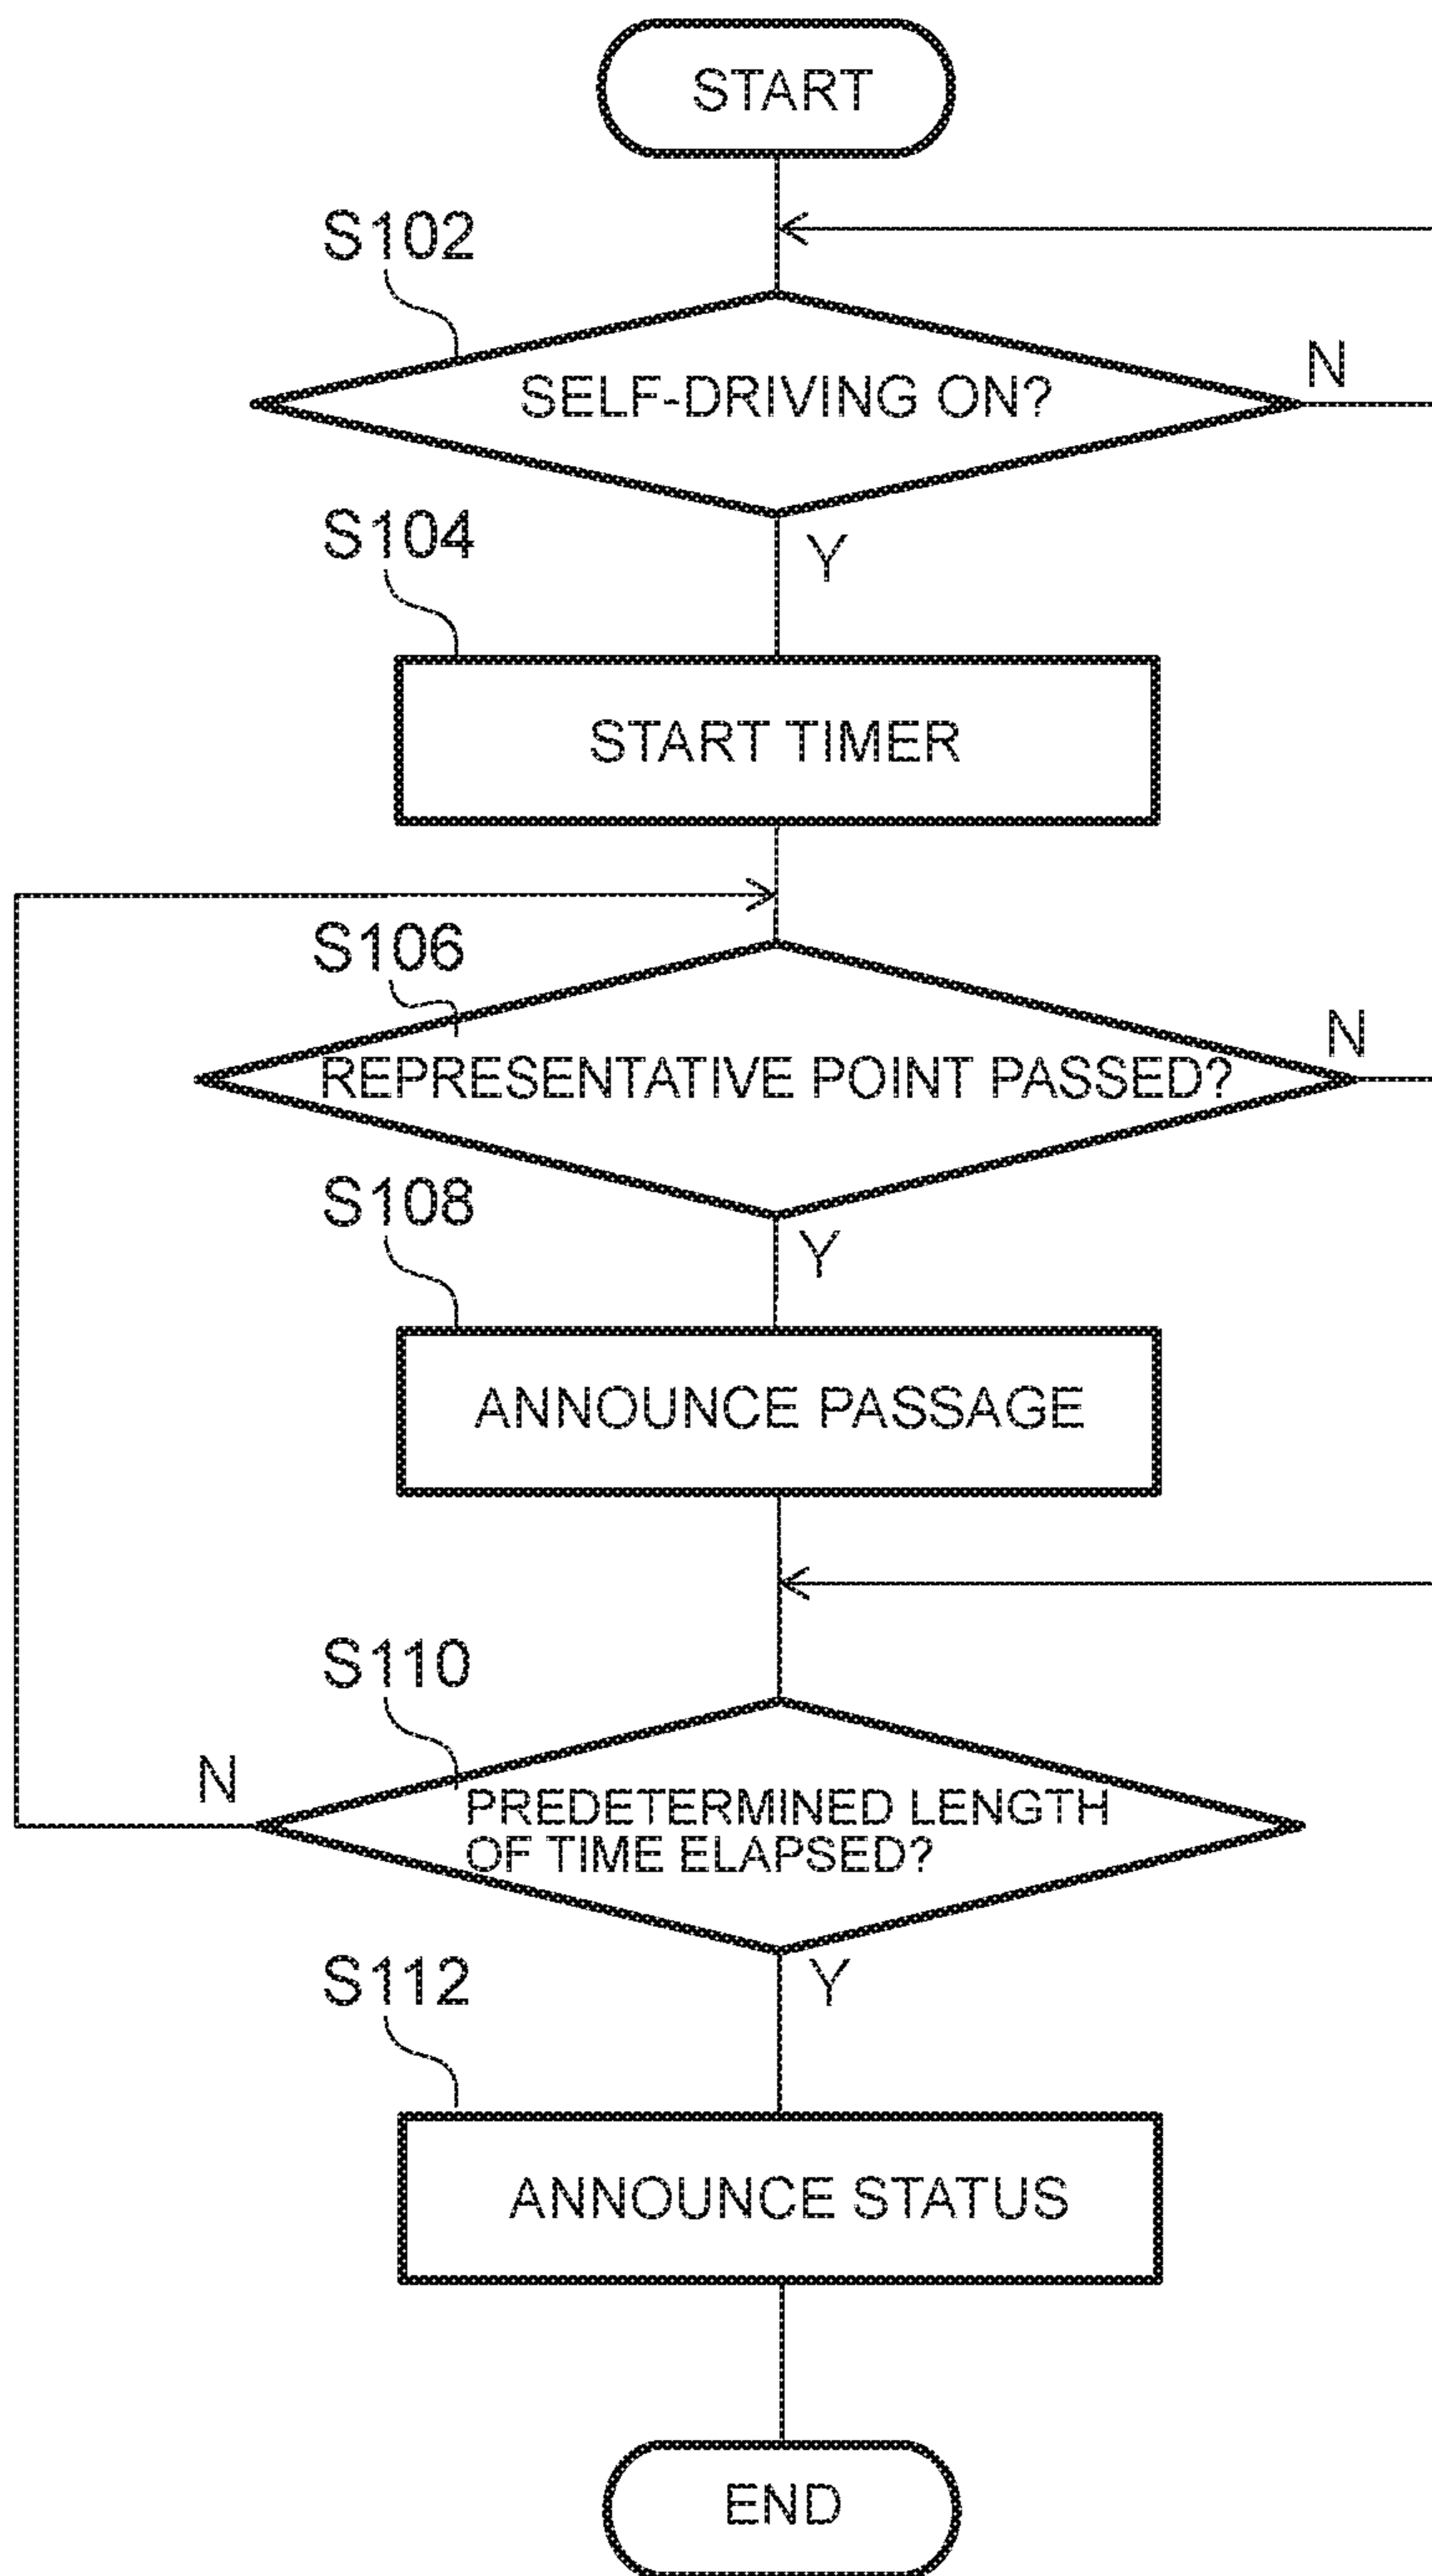 START
S102
SELF-DRIVING ON?
N
S104
Y
START TIMER
S106
REPRESENTATIVE POINT PASSED?
N
S108
Y
ANNOUNCE PASSAGE
S110
N
PREDETERMINED LENGTH
OF TIME ELAPSED?
S112
Y
ANNOUNCE STATUS
END